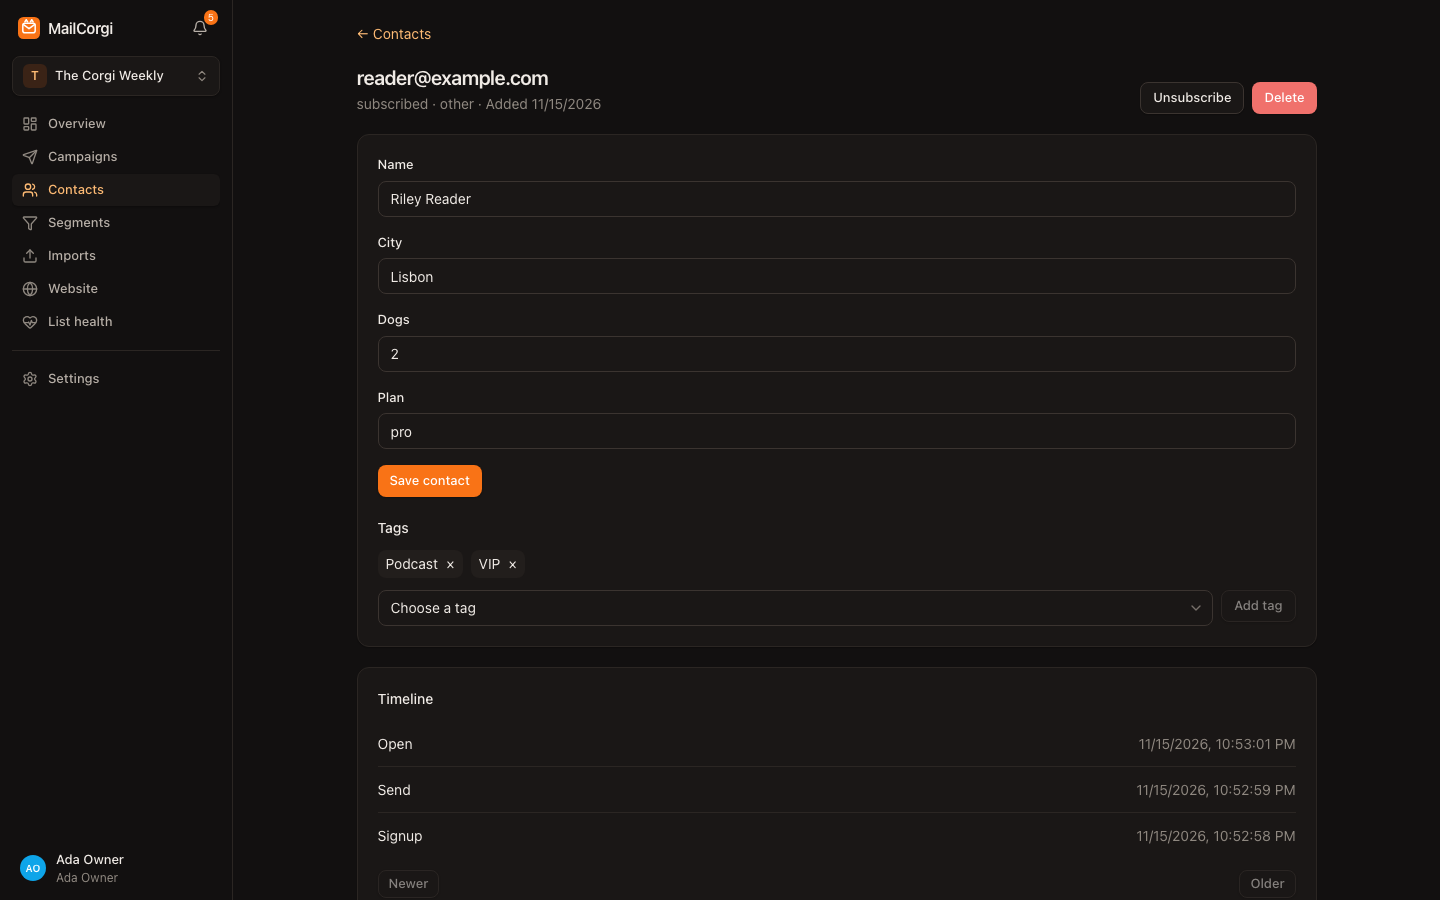 MailCorgi
5
T
The Corgi Weekly
Overview
Campaigns
Contacts
Segments
Imports
Website
List health
Settings
AO
Ada Owner
Ada Owner
← Contacts
reader@example.com
subscribed · other · Added 11/15/2026
Unsubscribe
Delete
Name
Riley Reader
City
Lisbon
Dogs
2
Plan
pro
Save contact
Tags
Podcast ×
VIP ×
Choose a tag
Add tag
Timeline
Open 11/15/2026, 10:53:01 PM
Send 11/15/2026, 10:52:59 PM
Signup 11/15/2026, 10:52:58 PM
Newer
Older